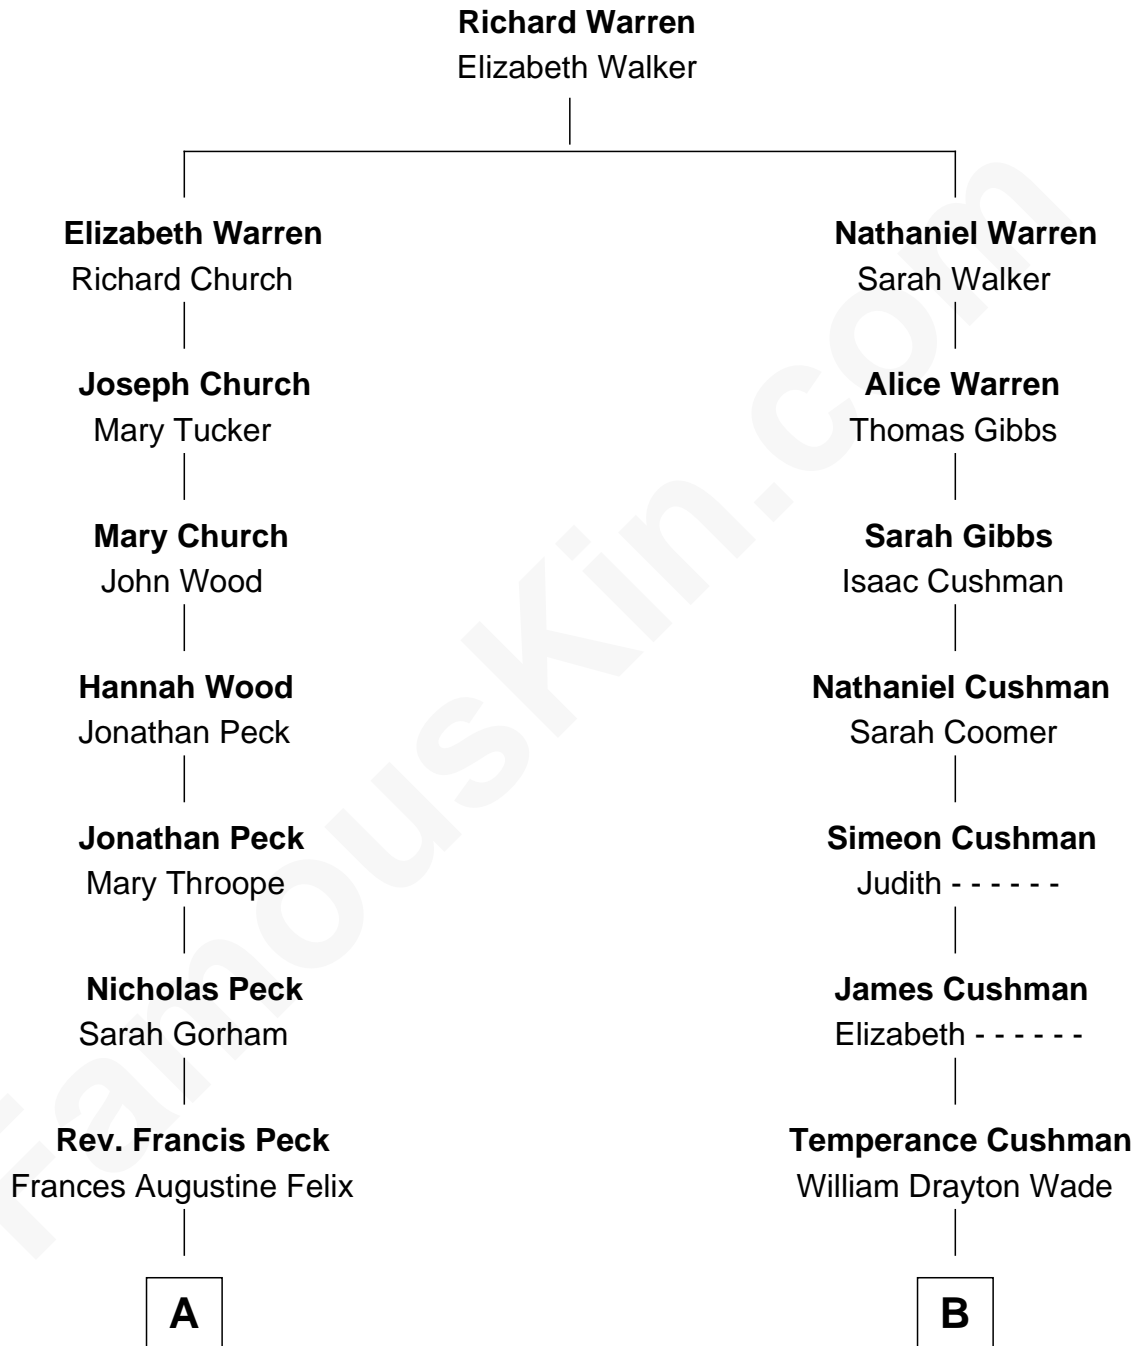 Richard Warren
Elizabeth Walker
Elizabeth Warren
Richard Church
Nathaniel Warren
Sarah Walker
Joseph Church
Mary Tucker
Alice Warren
Thomas Gibbs
Mary Church
John Wood
Sarah Gibbs
Isaac Cushman
Hannah Wood
Jonathan Peck
Nathaniel Cushman
Sarah Coomer
Jonathan Peck
Mary Throope
Simeon Cushman
Judith - - - - - -
Nicholas Peck
Sarah Gorham
James Cushman
Elizabeth - - - - - -
Rev. Francis Peck
Frances Augustine Felix
Temperance Cushman
William Drayton Wade
A
B
FamousKin.com